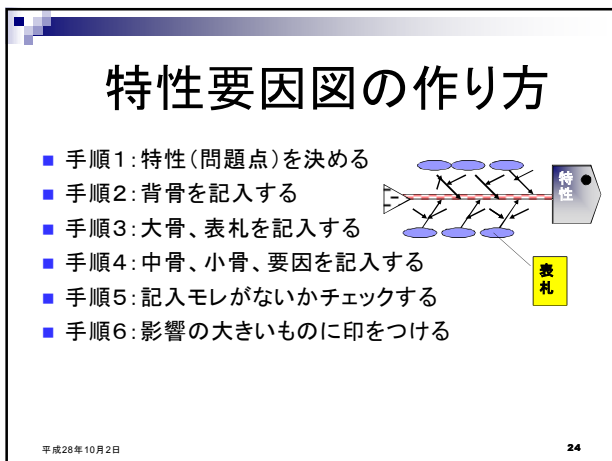 特性要因図の作り方
手順1:特性(問題点)を決める
手順2:背骨を記入する
手順3:大骨、表札を記入する
手順4:中骨、小骨、要因を記入する
手順5:記入モレがないかチェックする
手順6:影響の大きいものに印をつける
特性
表札
平成28年10月2日
24